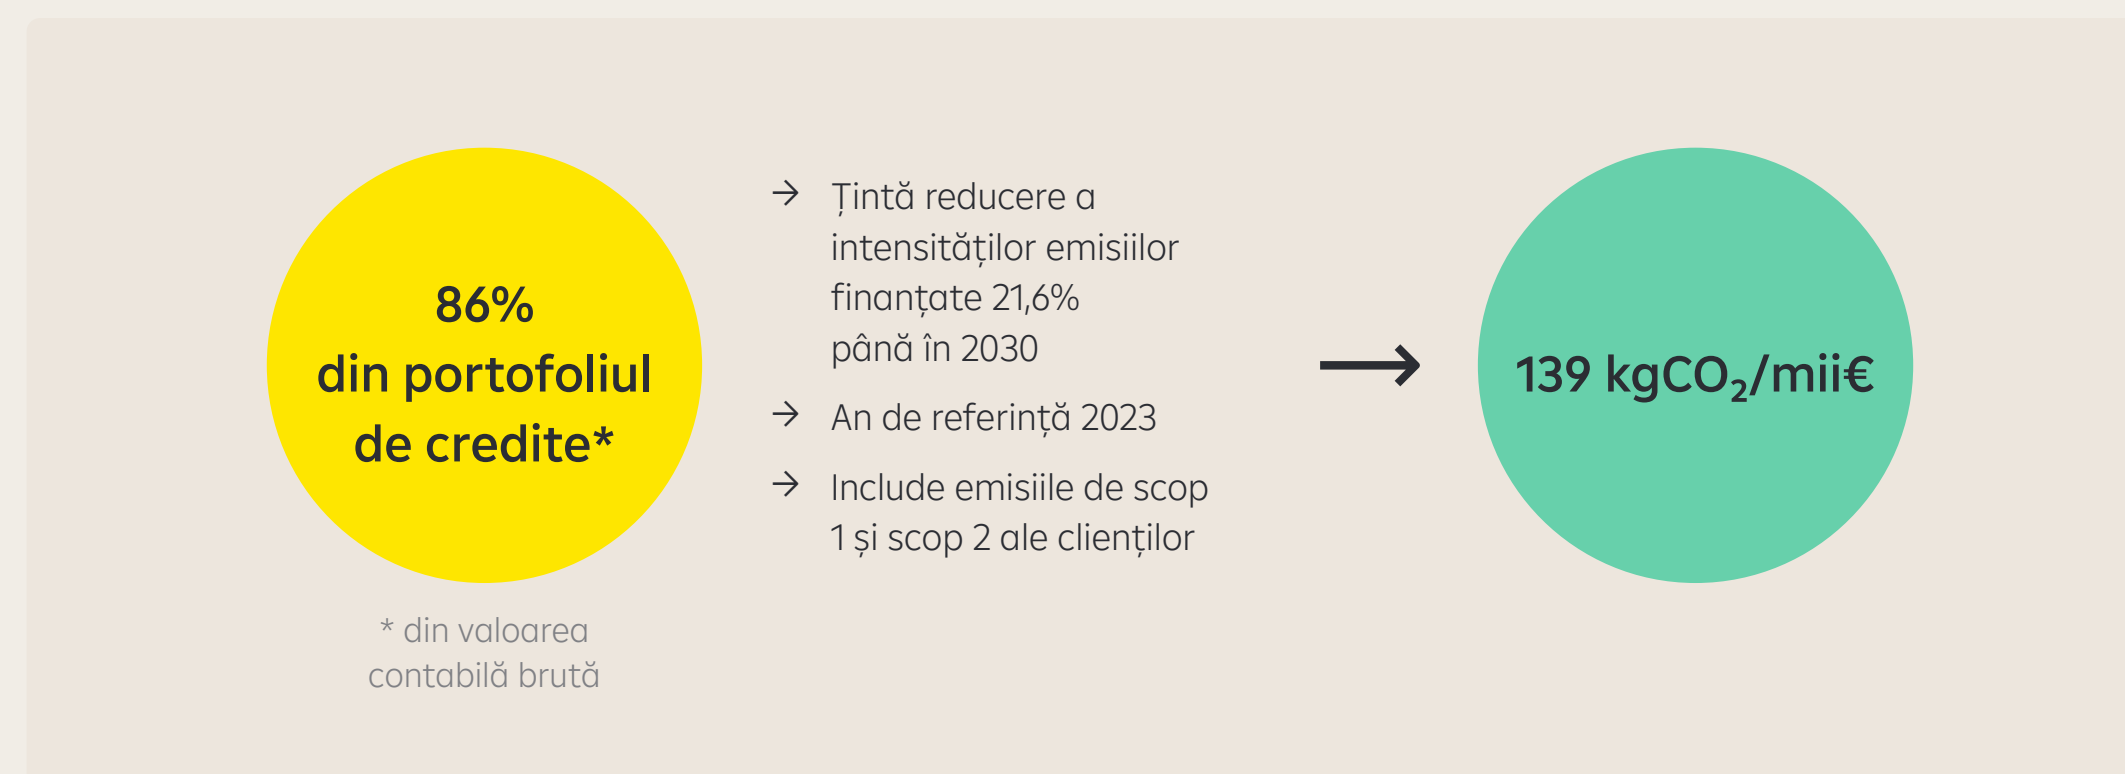 86%
din portofoliul
de credite*
* din valoarea
contabilă brută
→ Țintă reducere a
intensităților emisiilor
finanțate 21,6%
până în 2030
→ An de referință 2023
→ Include emisiile de scop
1 și scop 2 ale clienților
139 kgCO₂/mii€